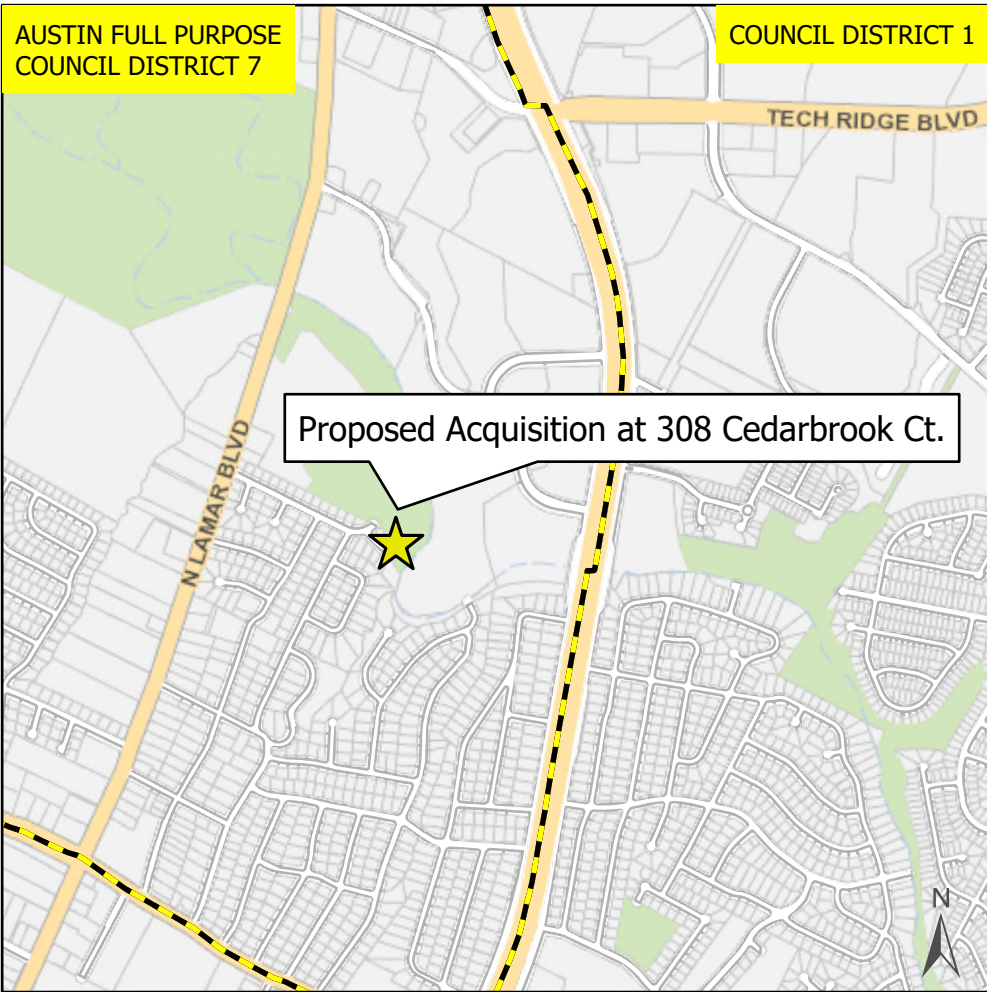 AUSTIN FULL PURPOSE
COUNCIL DISTRICT 7
COUNCIL DISTRICT 1
TECH RIDGE BLVD
Proposed Acquisition at 308 Cedarbrook Ct.
N LAMAR BLVD
N